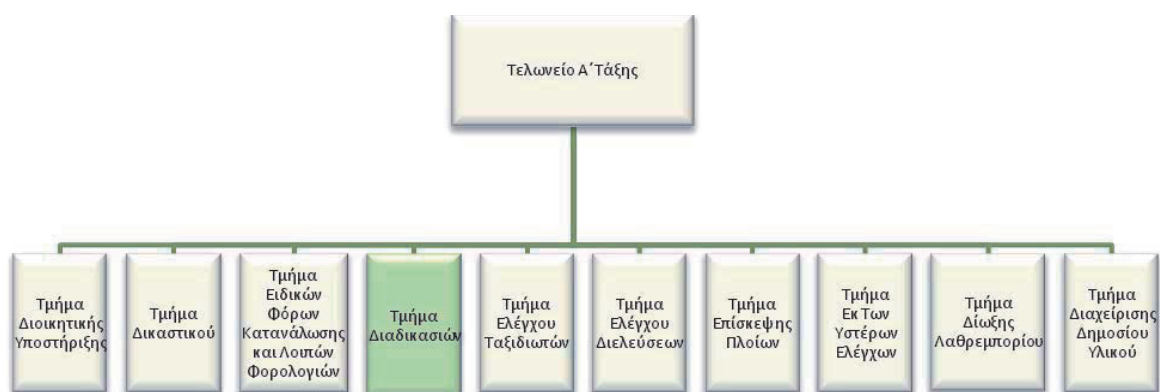 Τελωνείο Α΄Τάξης
Τμήμα
Διοικητικής
Υποστήριξης
Τμήμα
Δικαστικού
Τμήμα
Ειδικών
Φόρων
Κατανάλωσης
και Λοιπών
Φορολογιών
Τμήμα
Διαδικασιών
Τμήμα
Ελέγχου
Ταξιδιωτών
Τμήμα
Ελέγχου
Διελεύσεων
Τμήμα
Επίσκεψης
Πλοίων
Τμήμα
Εκ Των
Υστέρων
Ελέγχων
Τμήμα
Δίωξης
Λαθρεμπορίου
Τμήμα
Διαχείρισης
Δημοσίου
Υλικού